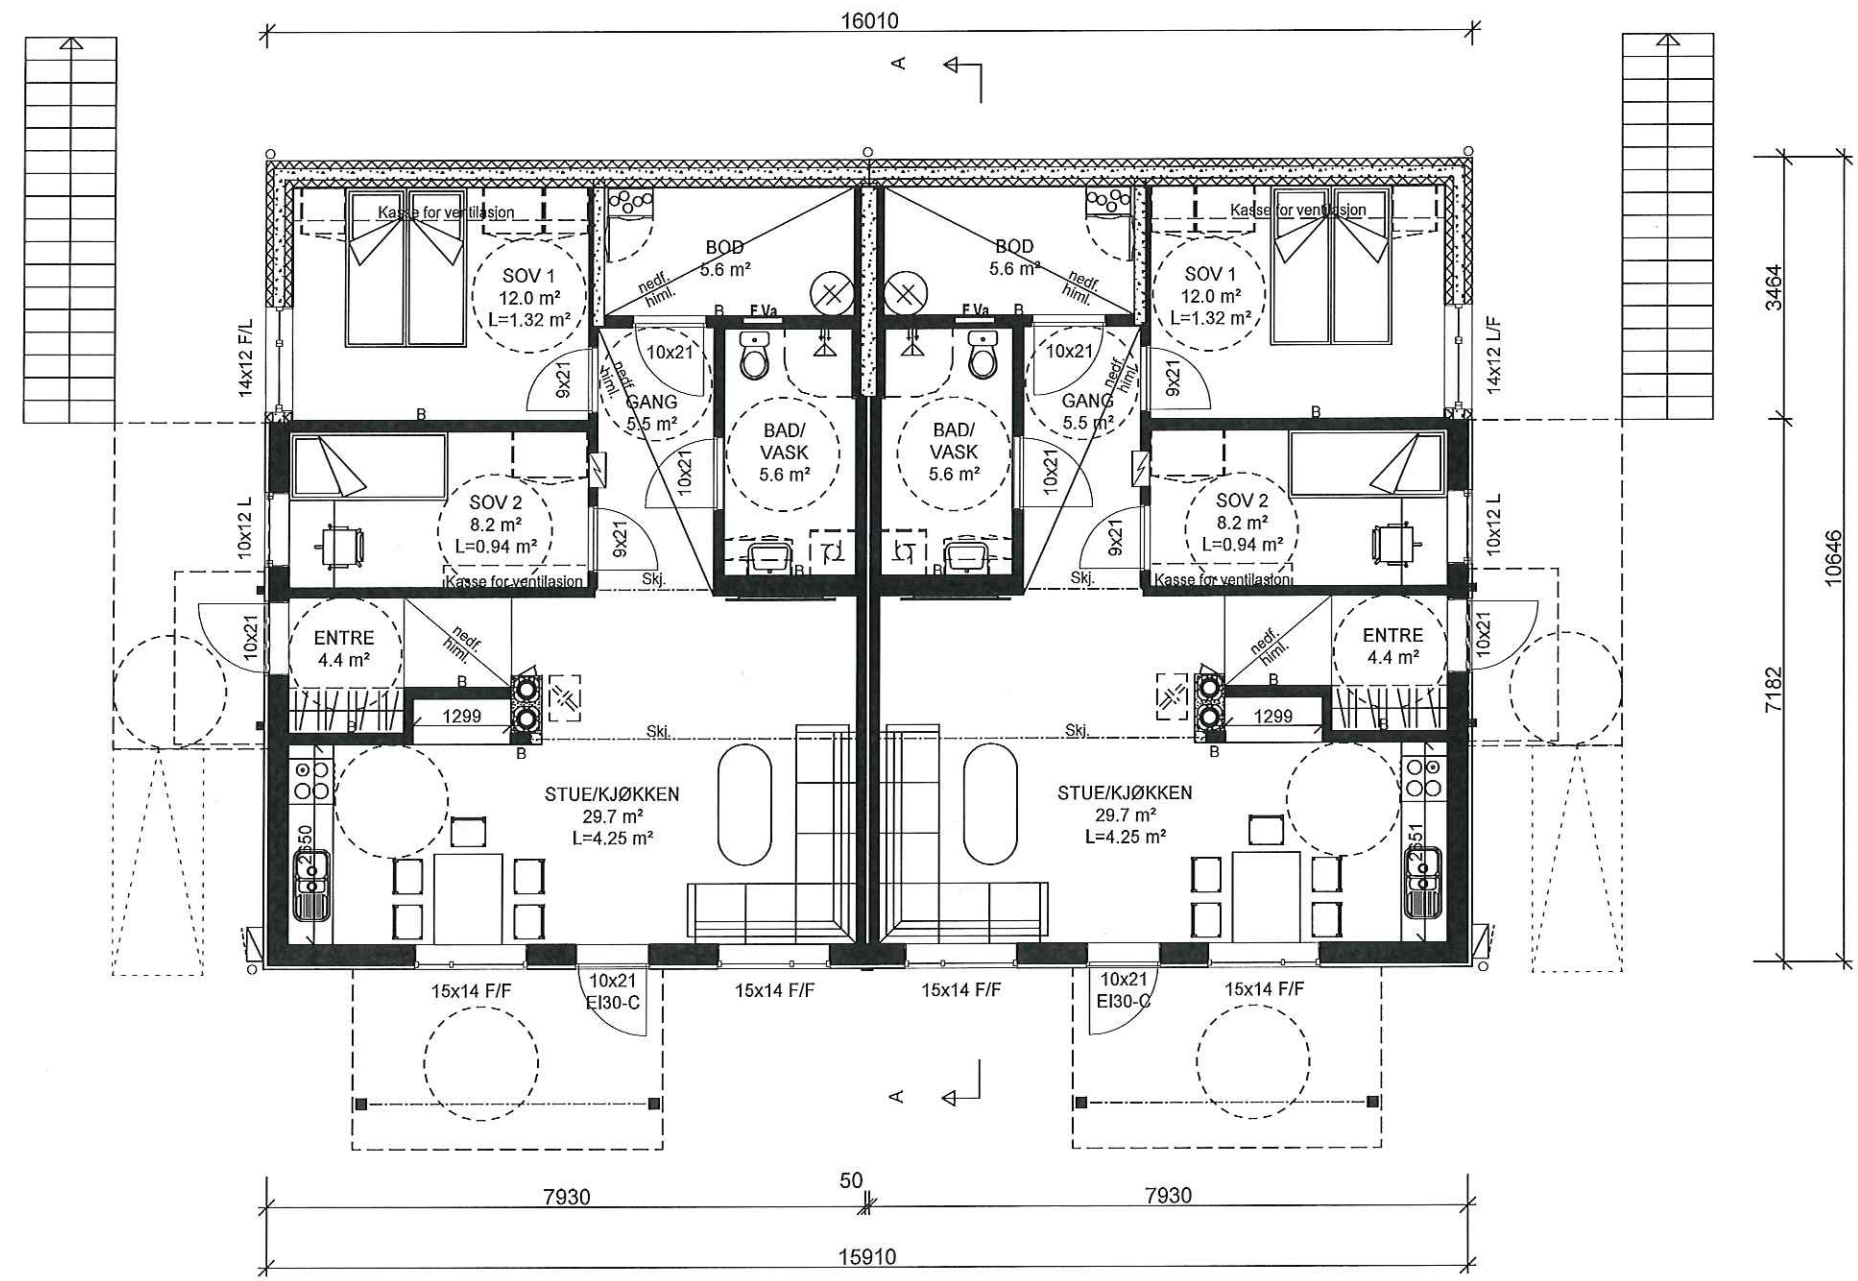 16010
A
Kasse for ventilasjon
SOV 1
12.0 m²
L=1.32 m²
BOD
5.6 m²
nedf.
himl.
B
F.Va
BOD
5.6 m²
nedf.
himl.
F.Va
B
Kasse for ventilasjon
SOV 1
12.0 m²
L=1.32 m²
3464
14x12 F/L
9x21
nedf.
himl.
10x21
GANG
5.5 m²
B
10x21
nedf.
himl.
GANG
5.5 m²
9x21
B
14x12 L/F
BAD/
VASK
5.6 m²
10x21
BAD/
VASK
5.6 m²
10x21
10x12 L
SOV 2
8.2 m²
L=0.94 m²
Kasse for ventilasjon
9x21
Skj.
B
B
Skj.
9x21
SOV 2
8.2 m²
L=0.94 m²
Kasse for ventilasjon
10x12 L
10646
10x21
ENTRE
4.4 m²
nedf.
himl.
B
B
1299
B
Skj.
nedf.
himl.
ENTRE
4.4 m²
10x21
B
B
1299
B
Skj.
7182
STUE/KJØKKEN
29.7 m²
L=4.25 m²
2650
STUE/KJØKKEN
29.7 m²
L=4.25 m²
2651
15x14 F/F
10x21
EI30-C
15x14 F/F
15x14 F/F
10x21
EI30-C
15x14 F/F
A
7930
50
7930
15910